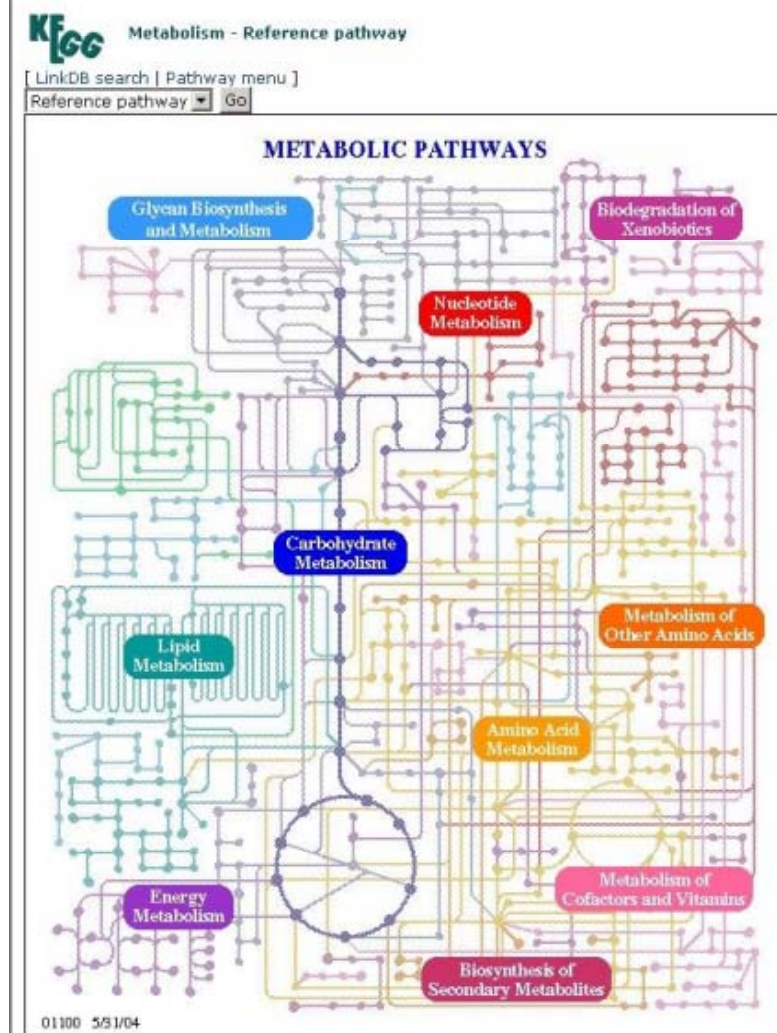 KEGG
Metabolism - Reference pathway
[ LinkDB search | Pathway menu ]
Reference pathway Go
METABOLIC PATHWAYS
Glycan Biosynthesis
and Metabolism
Biodegradation of
Xenobiotics
Nucleotide
Metabolism
Carbohydrate
Metabolism
Metabolism of
Other Amino Acids
Lipid
Metabolism
Amino Acid
Metabolism
Metabolism of
Cofactors and Vitamins
Energy
Metabolism
Biosynthesis of
Secondary Metabolites
01100 5/31/04